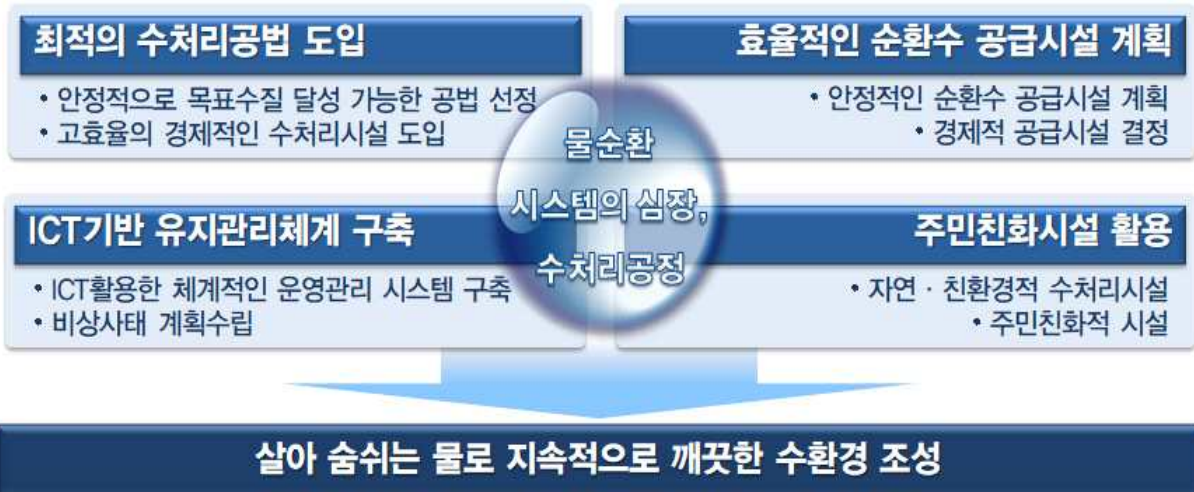 최적의 수처리공법 도입
• 안정적으로 목표수질 달성 가능한 공법 선정
• 고효율의 경제적인 수처리시설 도입
효율적인 순환수 공급시설 계획
• 안정적인 순환수 공급시설 계획
• 경제적 공급시설 결정
물순환
시스템의 심장,
수처리공정
ICT기반 유지관리체계 구축
• ICT활용한 체계적인 운영관리 시스템 구축
• 비상사태 계획수립
주민친화시설 활용
• 자연 · 친환경적 수처리시설
• 주민친화적 시설
살아 숨쉬는 물로 지속적으로 깨끗한 수환경 조성